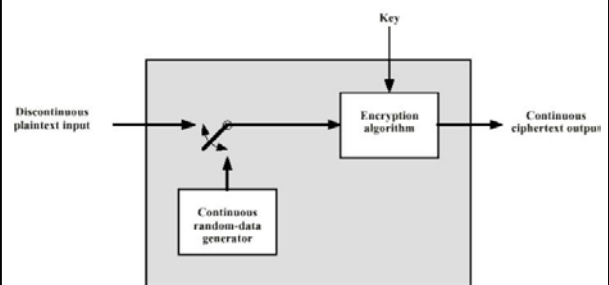 Key
Discontinuous
plaintext input
Encryption
algorithm
Continuous
ciphertext output
Continuous
random-data
generator